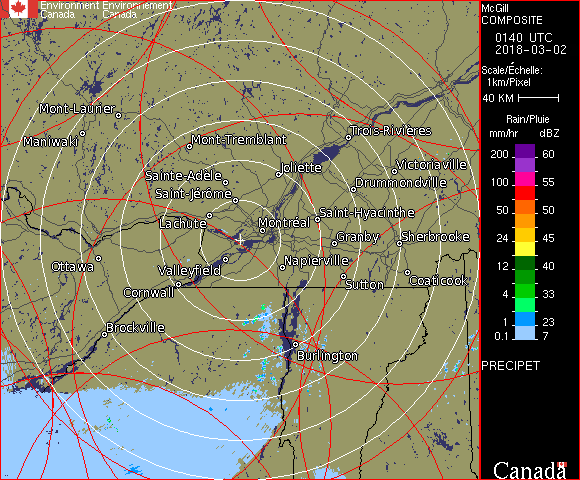 Environment Environnement
Canada Canada
McGill
COMPOSITE
0140 UTC
2018-03-02
Scale/Échelle:
1km/Pixel
40 KM
Rain/Pluie
mm/hr dBZ
200 60
150 57
100 55
50 50
24 45
12 40
4 33
1 23
0.1 7
PRECIPET
Canada
Mont-Laurier
Maniwaki
Mont-Tremblant
Trois-Rivières
Joliette
Victoriaville
Sainte-Adèle
Drummondville
Saint-Jérôme
Lachute
Saint-Hyacinthe
Montréal
Granby
Sherbrooke
Ottawa
Valleyfield
Napierville
Cornwall
Sutton
Coaticook
Brockville
Burlington